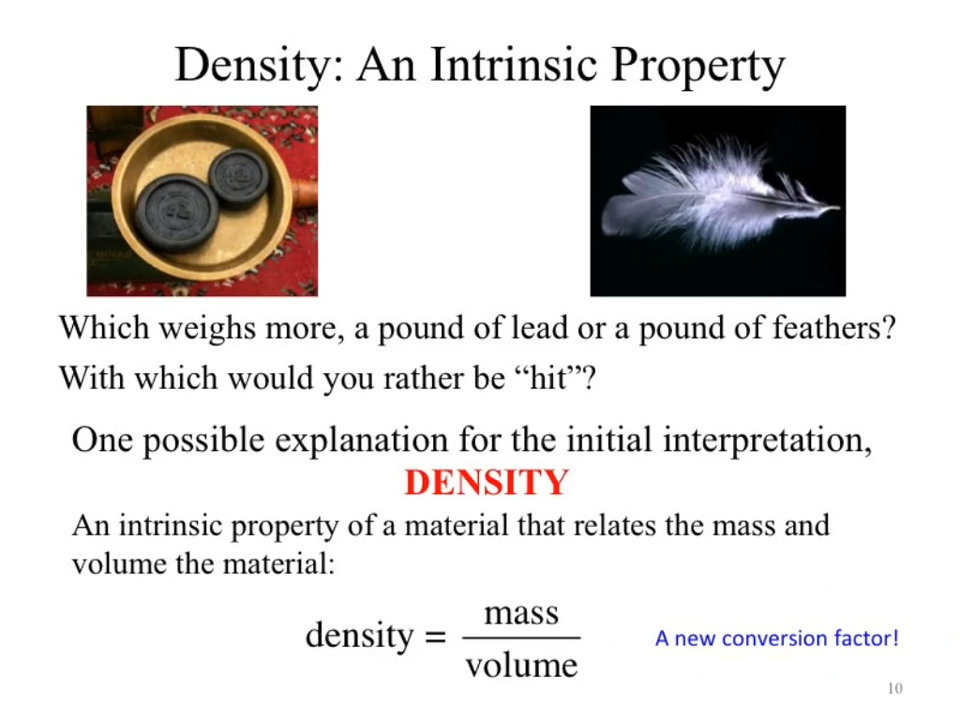 Density: An Intrinsic Property
Which weighs more, a pound of lead or a pound of feathers?
With which would you rather be “hit”?
One possible explanation for the initial interpretation,
DENSITY
An intrinsic property of a material that relates the mass and
volume the material:
density = mass / volume
A new conversion factor!
10